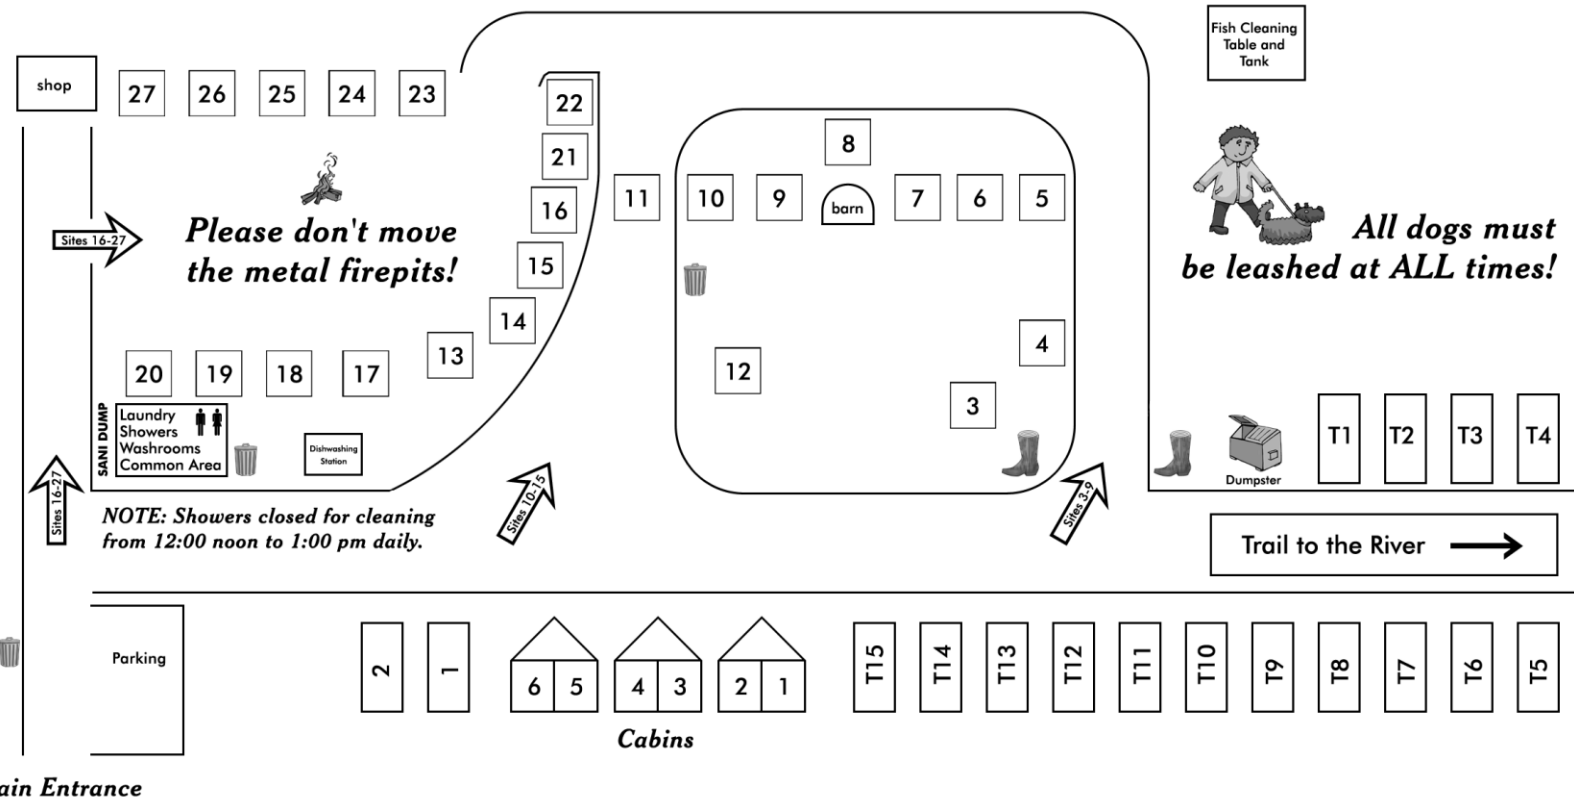 Fish Cleaning
Table and
Tank
shop
27
26
25
24
23
22
21
16
15
14
13
11
10
9
8
barn
7
6
5
4
3
12
Sites 16-27
Please don't move
the metal firepits!
All dogs must
be leashed at ALL times!
20
19
18
17
SANI DUMP
Laundry
Showers
Washrooms
Common Area
Dishwashing
Station
Sites 16-27
Sites 10-15
Sites 3-9
Dumpster
T1
T2
T3
T4
NOTE: Showers closed for cleaning
from 12:00 noon to 1:00 pm daily.
Trail to the River
Parking
2
1
6
5
4
3
2
1
Cabins
T15
T14
T13
T12
T11
T10
T9
T8
T7
T6
T5
ain Entrance